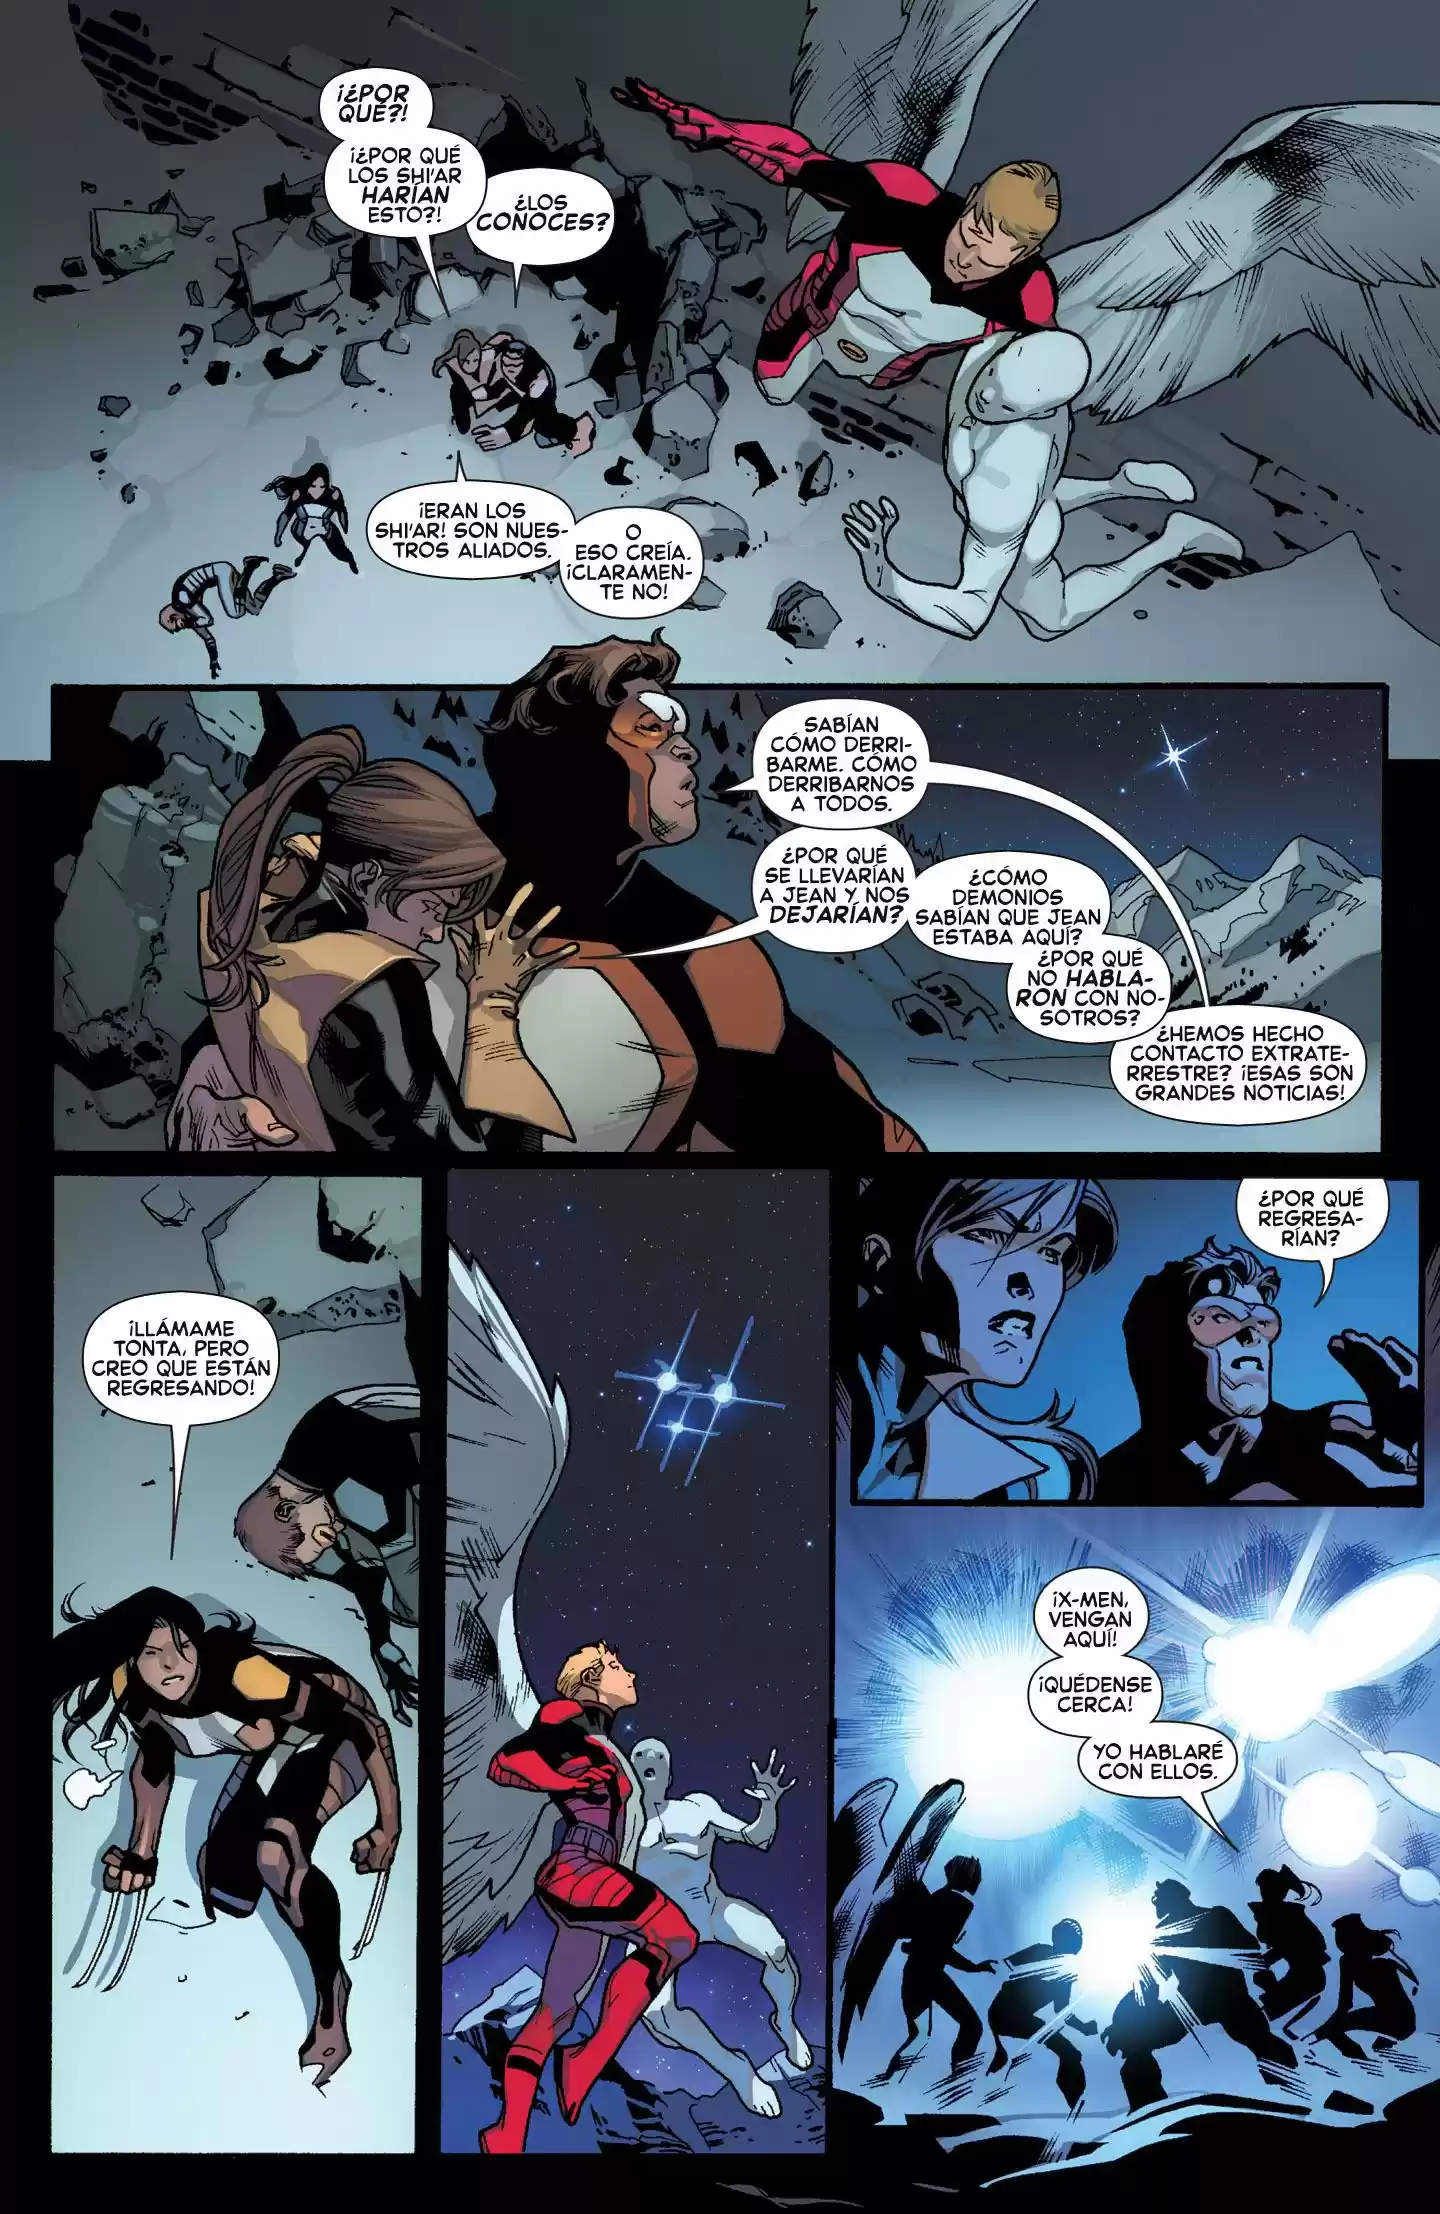 ¡¿POR
QUÉ?!
¡¿POR QUÉ
LOS SHI'AR
HARÍAN
ESTO?!
¿LOS
CONOCES?
¡ERAN LOS
SHI'AR! SON NUES-
TROS ALIADOS.
O
ESO CREÍA.
¡CLARAMEN-
TE NO!
SABÍAN
CÓMO DERRI-
BARME. CÓMO
DERRIBARNOS
A TODOS.
¿POR QUÉ
SE LLEVARÍAN
A JEAN Y NOS
DEJARÍAN?
¿CÓMO
DEMONIOS
SABÍAN QUE JEAN
ESTABA AQUÍ?
¿POR QUÉ
NO HABLA-
RON CON NO-
SOTROS?
¿HEMOS HECHO
CONTACTO EXTRATE-
RRESTRE? ¡ESAS SON
GRANDES NOTICIAS!
¡LLÁMAME
TONTA, PERO
CREO QUE ESTÁN
REGRESANDO!
¿POR QUÉ
REGRESA-
RÍAN?
¡X-MEN,
VENGAN
AQUÍ!
¡QUÉDENSE
CERCA!
YO HABLARÉ
CON ELLOS.